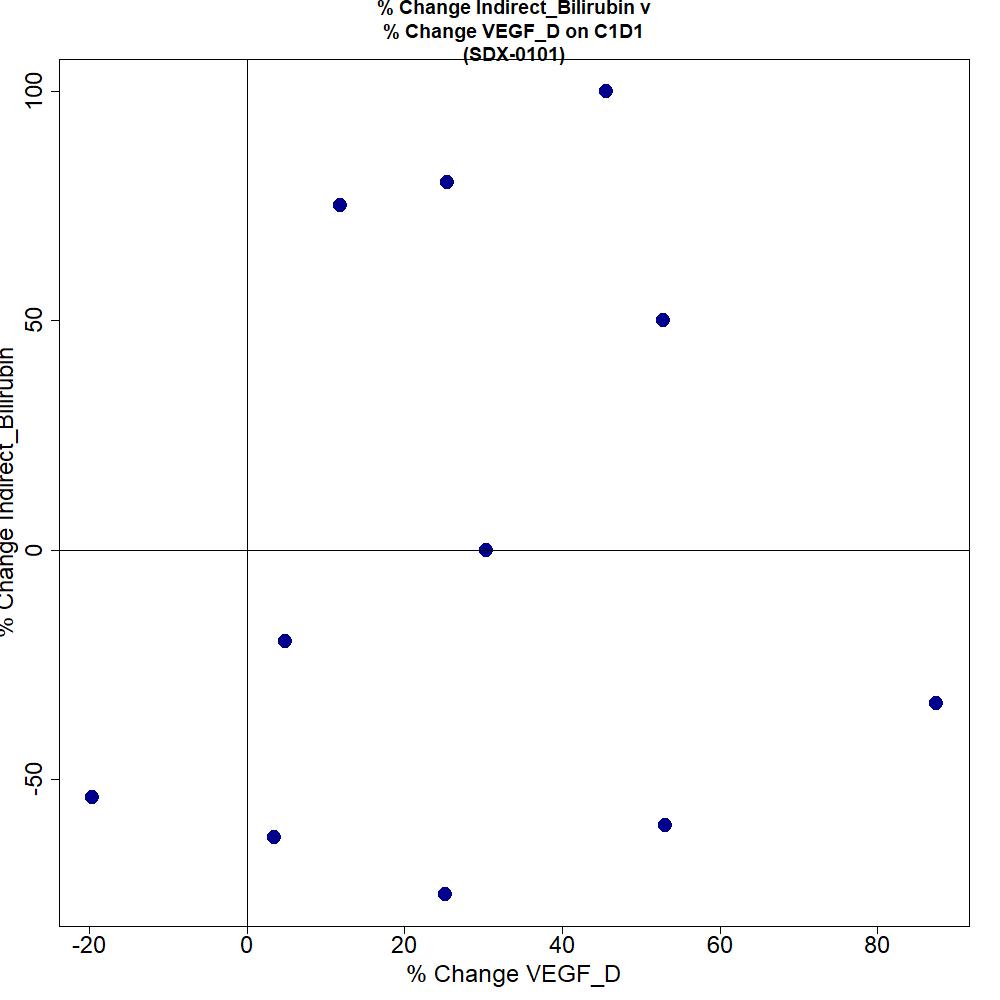 % Change Indirect_Bilirubin v
% Change VEGF_D on C1D1
(SDX-0101)
100
50
0
-50
% Change Indirect_Bilirubin
-20 0 20 40 60 80
% Change VEGF_D